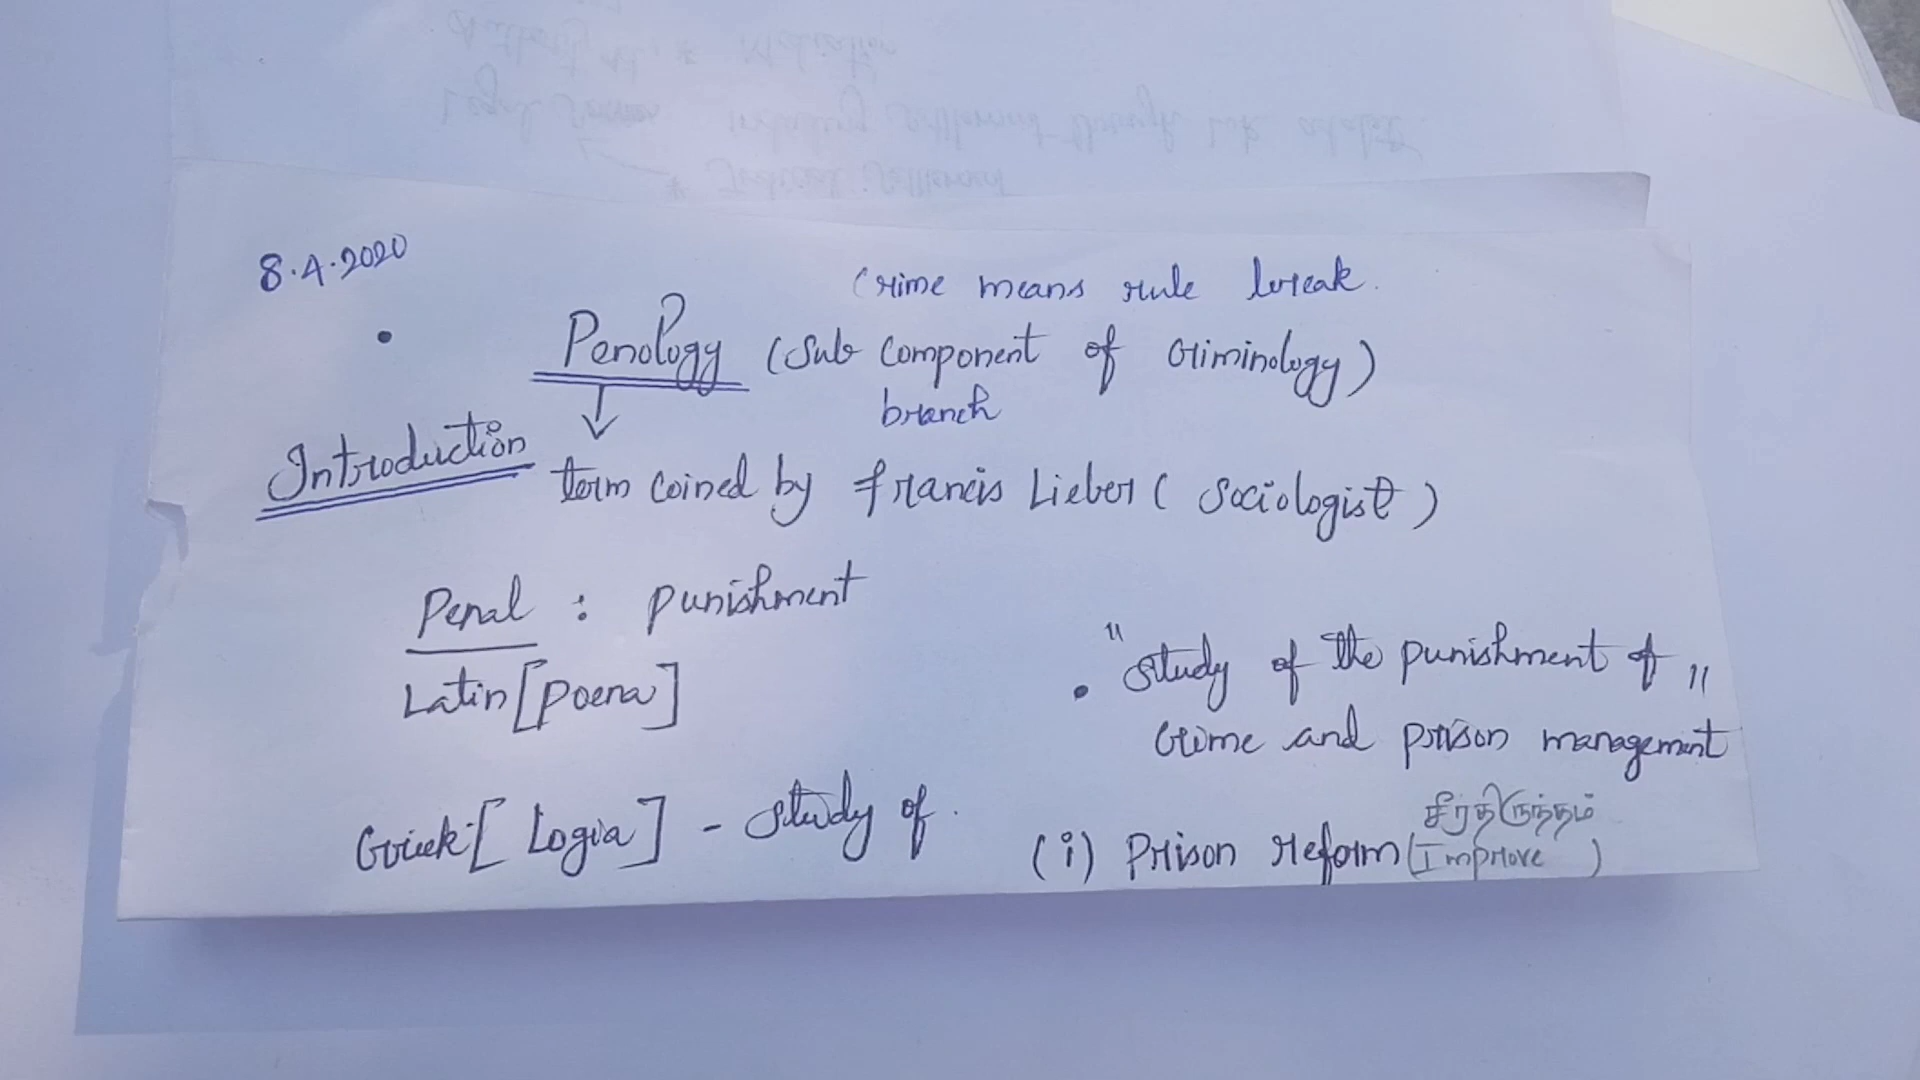 8.4.2020
Crime means rule break.
Penology (Sub Component of Criminology)
branch
Introduction
term coined by Francis Lieber ( Sociologist )
Penal : punishment
Latin [poena]
• "Study of the punishment of "
Crime and prison management
Greek [ Logia ] - study of.
சீர்திருத்தம்
(i) Prison reform (Improve )